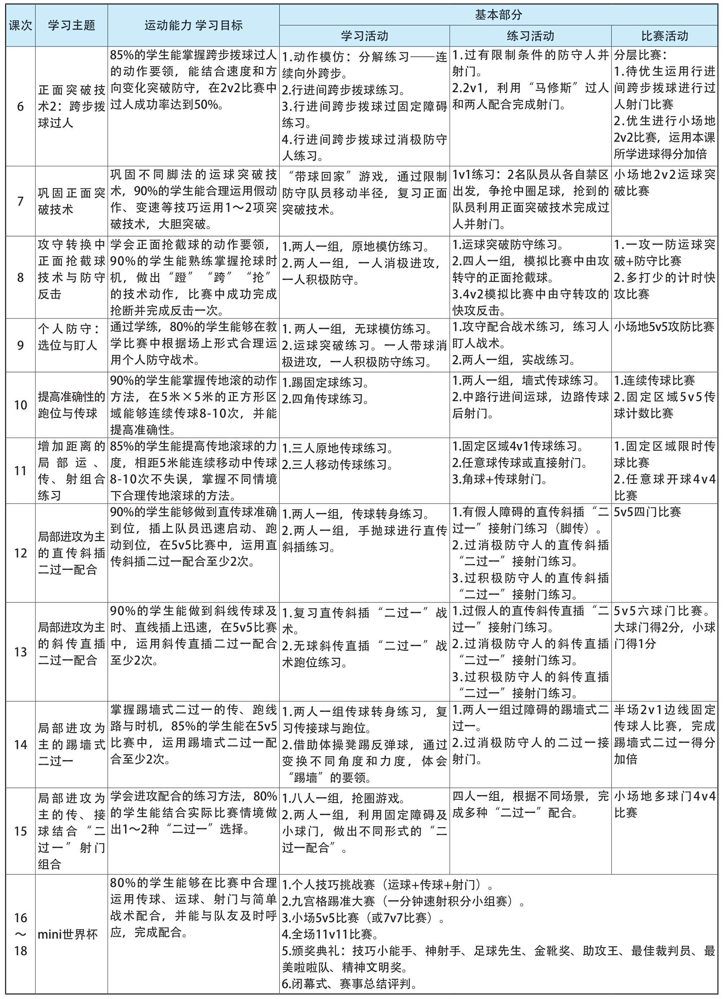 课次
学习主题
运动能力 学习目标
基本部分
学习活动
练习活动
比赛活动
6
正面突破技
术2：跨步拨
球过人
85%的学生能掌握跨步拨球过人
的动作要领，能结合速度和方
向变化突破防守，在2v2比赛中
过人成功率达到50%。
1.动作模仿：分解练习——连
续向外跨步。
2.行进间跨步拨球练习。
3.行进间跨步拨球过固定障碍
练习。
4.行进间跨步拨球过消极防守
人练习。
1.过有限制条件的防守人并
射门。
2.2v1，利用“马修斯”过人
和两人配合完成射门。
分层比赛：
1.待优生运用行进
间跨步拨球进行过
人射门比赛
2.优生进行小场地
2v2比赛，运用本课
所学进球得分加倍
7
巩固正面突
破技术
巩固不同脚法的运球突破技
术，90%的学生能合理运用假动
作、变速等技巧运用1～2项突
破技术，大胆突破。
“带球回家”游戏，通过限制
防守队员移动半径，复习正面
突破技术。
1v1练习：2名队员从各自禁区
出发，争抢中圈足球，抢到的
队员利用正面突破技术完成过
人并射门。
小场地2v2运球突
破比赛
8
攻守转换中
正面抢截球
技术与防守
反击
学会正面抢截球的动作要领，
90%的学生能熟练掌握抢球时
机，做出“蹬”“跨”“抢”
的技术动作，比赛中成功完成
抢断并完成反击一次。
1.两人一组，原地模仿练习。
2.两人一组，一人消极进攻，
一人积极防守。
1.运球突破防守练习。
2.四人一组，模拟比赛中由攻
转守的正面抢截球。
3.4v2模拟比赛中由守转攻的
快攻反击。
1.一攻一防运球突
破+防守比赛
2.多打少的计时快
攻比赛
9
个人防守：
选位与盯人
通过学练，80%的学生能够在教
学比赛中根据场上形式合理运
用个人防守战术。
1. 两人一组，无球模仿练习。
2.运球突破练习。一人带球消
极进攻，一人积极防守练习。
1.攻守配合战术练习，练习人
盯人战术。
2.两人一组，实战练习。
小场地5v5攻防比赛
10
提高准确性的
跑位与传球
90%的学生能掌握传地滚的动作
方法，在5米×5米的正方形区
域能够连续传球8-10次，并能
提高准确性。
1.踢固定球练习。
2.四角传球练习。
1.两人一组，墙式传球练习。
2.中路行进间运球，边路传球
后射门。
1.连续传球比赛
2.固定区域5v5传
球计数比赛
11
增加距离的
局部运、
传、射组合
练习
85%的学生能提高传地滚球的力
度，相距5米能连续移动中传球
8-10次不失误，掌握不同情境
下合理传地滚球的方法。
1.三人原地传球练习。
2.三人移动传球练习。
1.固定区域4v1传球练习。
2.任意球传球或直接射门。
3.角球+传球射门。
1.固定区域限时传
球比赛
2.任意球开球4v4
比赛
12
局部进攻为主
的直传斜插
二过一配合
90%的学生能够做到直传球准确
到位，插上队员迅速启动、跑
动到位，在5v5比赛中，运用直
传斜插二过一配合至少2次。
1.两人一组，传球转身练习。
2.两人一组，手抛球进行直传
斜插练习。
1.有假人障碍的直传斜插“二
过一”接射门练习（脚传）。
2.过消极防守人的直传斜插
“二过一”接射门练习。
3.过积极防守人的直传斜插
“二过一”接射门练习。
5v5四门比赛
13
局部进攻为主
的斜传直插
二过一配合
90%的学生能做到斜线传球及
时、直线插上迅速，在5v5比赛
中，运用斜传直插二过一配合
至少2次。
1.复习直传斜插“二过一”战
术。
2.无球斜传直插“二过一”战
术跑位练习。
1.过假人的直传斜传直插“二
过一”接射门练习。
2.过消极防守人的斜传直插
“二过一”接射门练习。
3.过积极防守人的斜传直插
“二过一”接射门练习。
5v5六球门比赛。
大球门得2分，小球
门得1分
14
局部进攻为
主的踢墙式
二过一
掌握踢墙式二过一的传、跑线
路与时机，85%的学生能在5v5
比赛中，运用踢墙式二过一配
合至少2次。
1.两人一组传球转身练习，复
习传接球与跑位。
2.借助体操凳踢反弹球，通过
变换不同角度和力度，体会
“踢墙”的要领。
1.两人一组过障碍的踢墙式二
过一。
2.过消极防守人的二过一接
射门。
半场2v1边线固定
传球人比赛，完成
踢墙式二过一得分
加倍
15
局部进攻为
主的传、接
球结合“二
过一”射门
组合
学会进攻配合的练习方法，80%
的学生能结合实际比赛情境做
出1～2种“二过一”选择。
1.八人一组，抢圈游戏。
2.两人一组，利用固定障碍及
小球门，做出不同形式的“二
过一配合”。
四人一组，根据不同场景，完
成多种“二过一”配合。
小场地多球门4v4
比赛
16
～
18
mini世界杯
80%的学生能够在比赛中合理
运用传球、运球、射门与简单
战术配合，并能与队友及时呼
应，完成配合。
1.个人技巧挑战赛（运球+传球+射门）。
2.九宫格踢准大赛（一分钟速射积分小组赛）。
3.小场5v5比赛（或7v7比赛）。
4.全场11v11比赛。
5.颁奖典礼：技巧小能手、神射手、足球先生、金靴奖、助攻王、最佳裁判员、最
美啦啦队、精神文明奖。
6.闭幕式、赛事总结评判。